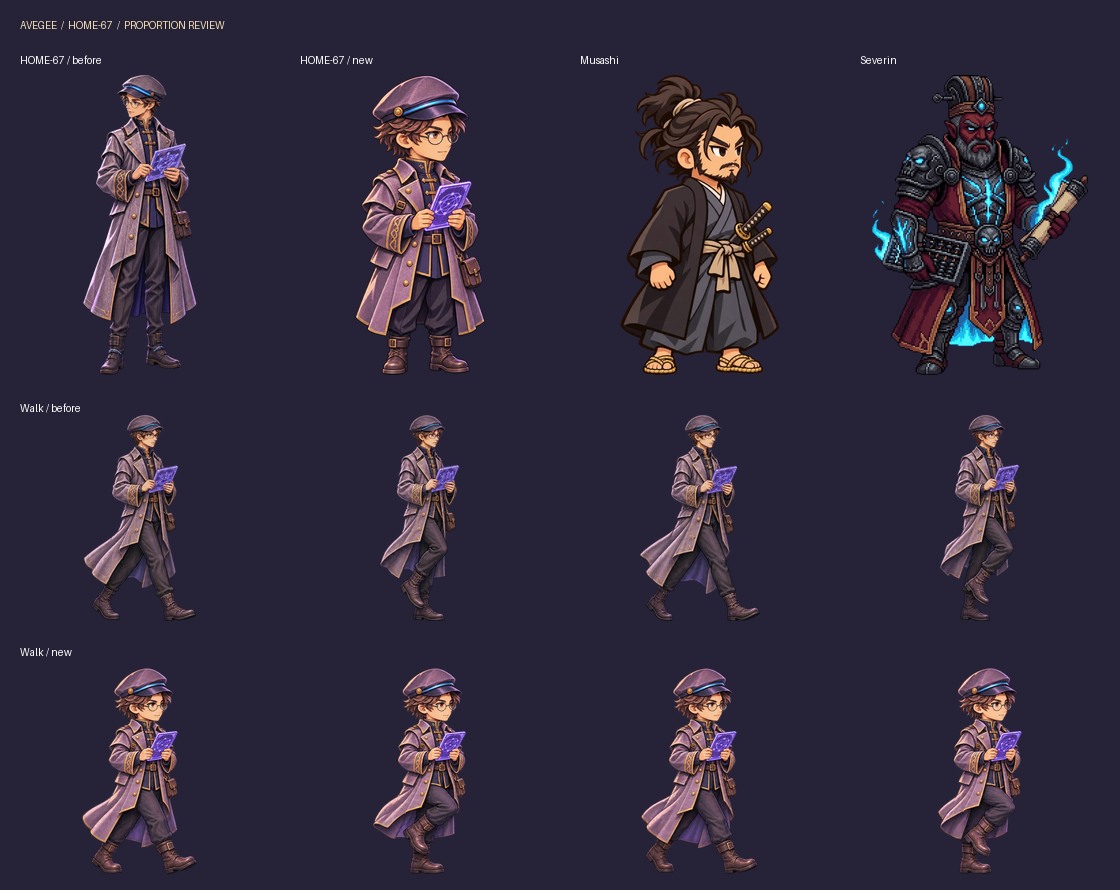 AVEGEE / HOME-67 / PROPORTION REVIEW
HOME-67 / before
HOME-67 / new
Musashi
Severin
Walk / before
Walk / new